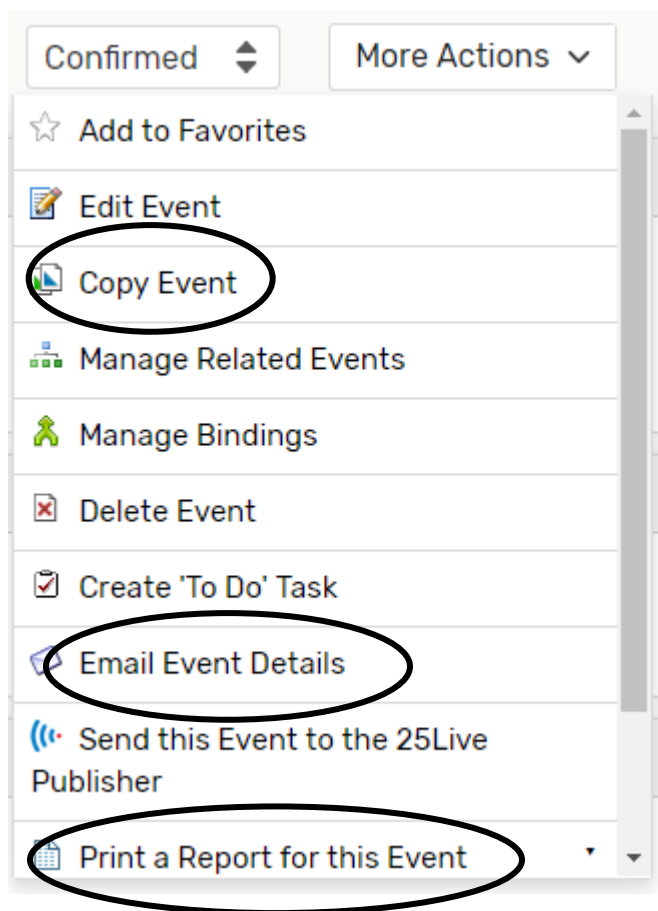 Confirmed
More Actions
Add to Favorites
Edit Event
Copy Event
Manage Related Events
Manage Bindings
Delete Event
Create 'To Do' Task
Email Event Details
Send this Event to the 25Live
Publisher
Print a Report for this Event